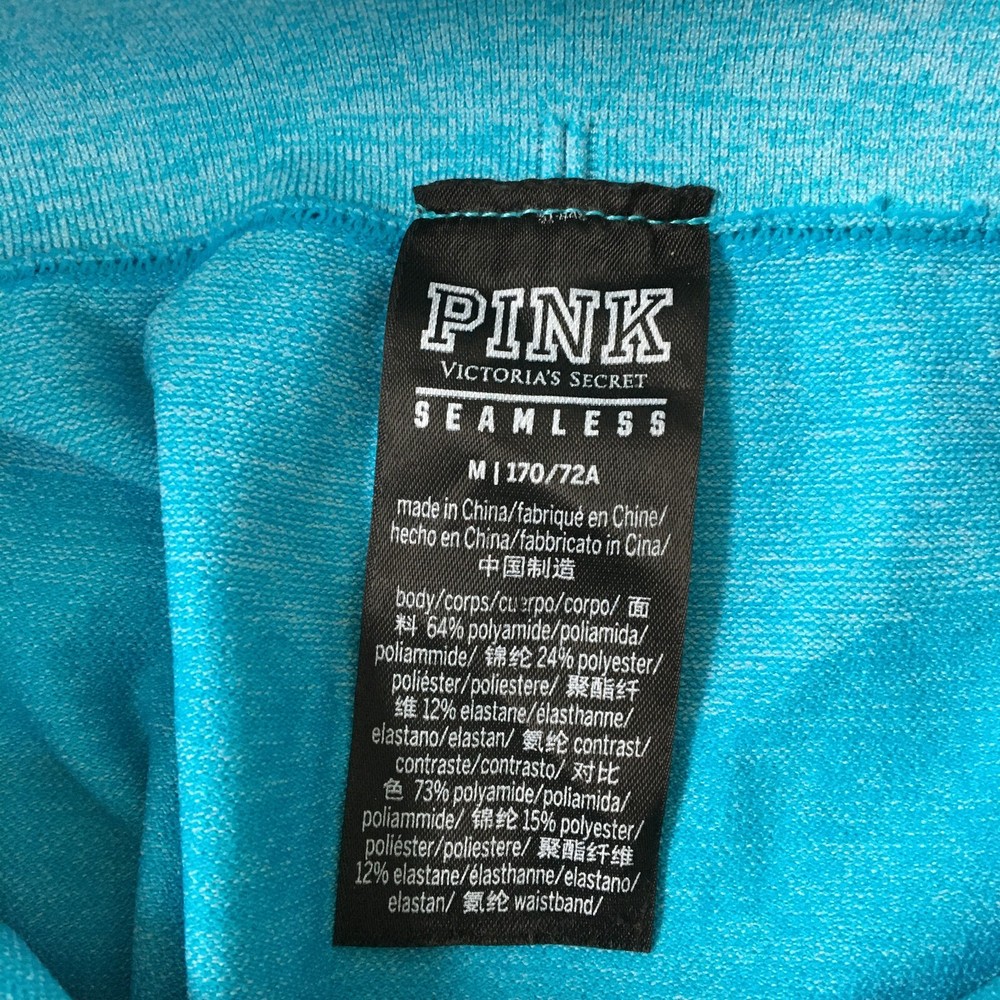 PINK
VICTORIA'S SECRET
SEAMLESS
M | 170/72A
made in China/fabriqué en Chine/
hecho en China/fabbricato in Cina/
中国制造
body/corps/cuerpo/corpo/ 面
料 64% polyamide/poliamida/
poliammide/ 锦纶 24% polyester/
poliéster/poliestere/ 聚酯纤
维 12% elastane/élasthanne/
elastano/elastan/ 氨纶 contrast/
contraste/contrasto/ 对比
色 73% polyamide/poliamida/
poliammide/ 锦纶 15% polyester/
poliéster/poliestere/ 聚酯纤维
12% elastane/élasthanne/elastano/
elastan/ 氨纶 waistband/